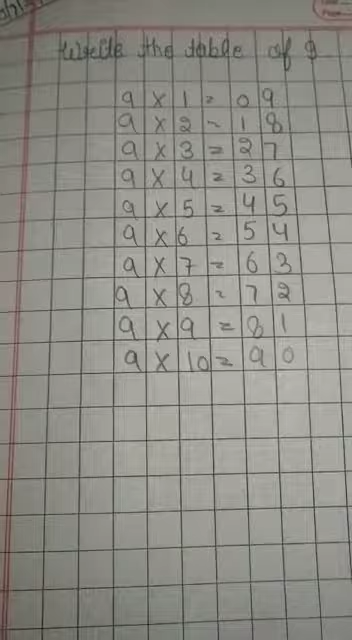 Write the table of 9
9 x 1 = 09
9 x 2 = 18
9 x 3 = 27
9 x 4 = 36
9 x 5 = 45
9 x 6 = 54
9 x 7 = 63
9 x 8 = 72
9 x 9 = 81
9 x 10 = 90